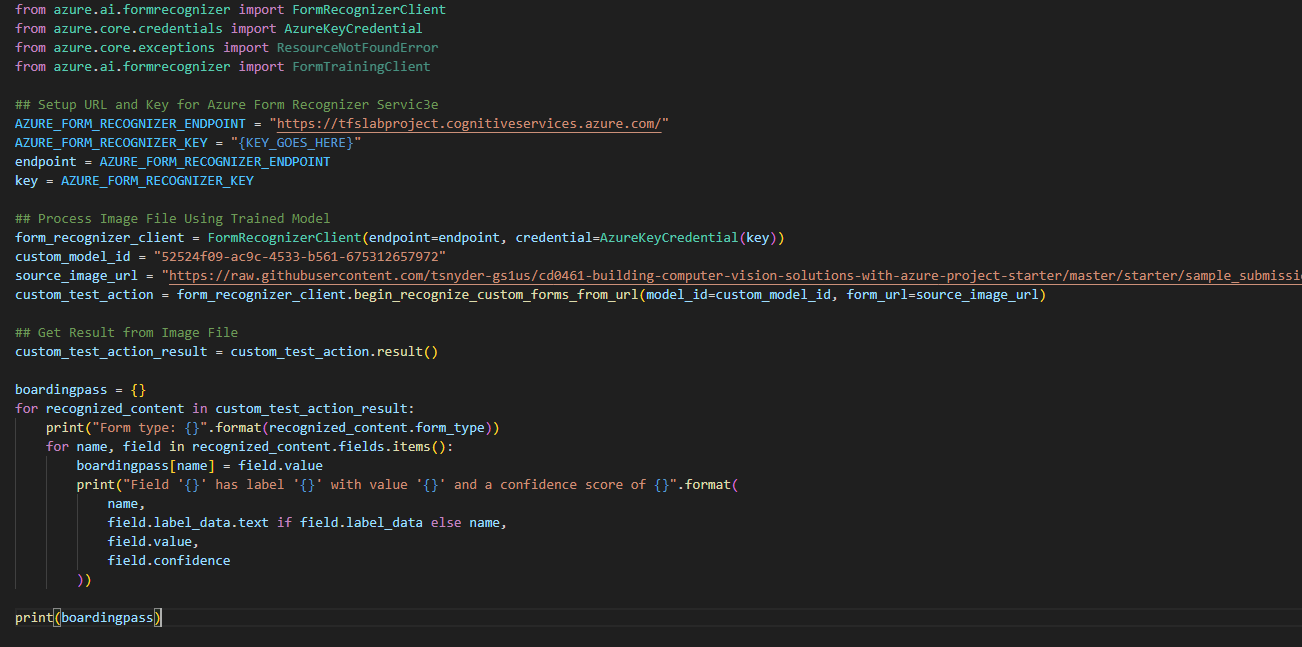 from azure.ai.formrecognizer import FormRecognizerClient
from azure.core.credentials import AzureKeyCredential
from azure.core.exceptions import ResourceNotFoundError
from azure.ai.formrecognizer import FormTrainingClient

## Setup URL and Key for Azure Form Recognizer Servic3e
AZURE_FORM_RECOGNIZER_ENDPOINT = "https://tfslabproject.cognitiveservices.azure.com/"
AZURE_FORM_RECOGNIZER_KEY = "{KEY_GOES_HERE}"
endpoint = AZURE_FORM_RECOGNIZER_ENDPOINT
key = AZURE_FORM_RECOGNIZER_KEY

## Process Image File Using Trained Model
form_recognizer_client = FormRecognizerClient(endpoint=endpoint, credential=AzureKeyCredential(key))
custom_model_id = "52524f09-ac9c-4533-b561-675312657972"
source_image_url = "https://raw.githubusercontent.com/tsnyder-gs1us/cd0461-building-computer-vision-solutions-with-azure-project-starter/master/starter/sample_submissi
custom_test_action = form_recognizer_client.begin_recognize_custom_forms_from_url(model_id=custom_model_id, form_url=source_image_url)

## Get Result from Image File
custom_test_action_result = custom_test_action.result()

boardingpass = {}
for recognized_content in custom_test_action_result:
    print("Form type: {}".format(recognized_content.form_type))
    for name, field in recognized_content.fields.items():
        boardingpass[name] = field.value
        print("Field '{}' has label '{}' with value '{}' and a confidence score of {}".format(
            name,
            field.label_data.text if field.label_data else name,
            field.value,
            field.confidence
        ))

print(boardingpass)